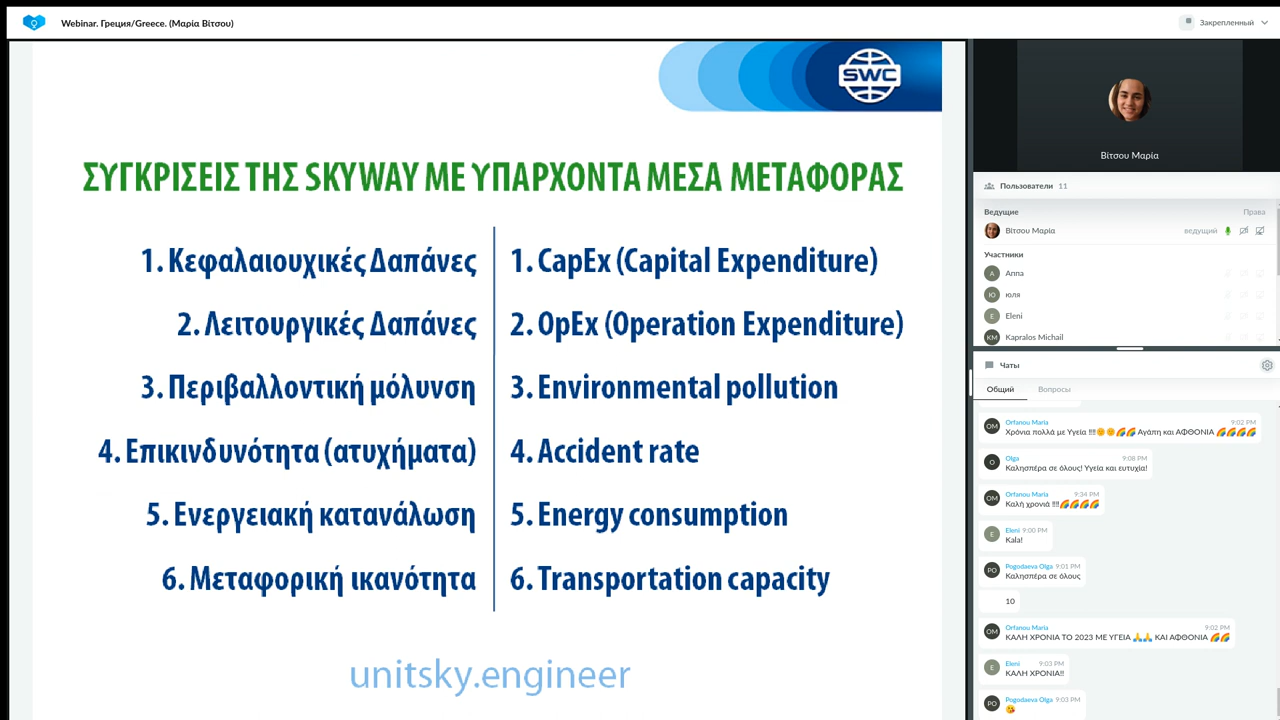 Webinar. Греция/Greece. (Μαρία Βίτσου)
Закрепленный
SWC
ΣΥΓΚΡΙΣΕΙΣ ΤΗΣ SKYWAY ΜΕ ΥΠΑΡΧΟΝΤΑ ΜΕΣΑ ΜΕΤΑΦΟΡΑΣ
1. Κεφαλαιουχικές Δαπάνες
2. Λειτουργικές Δαπάνες
3. Περιβαλλοντική μόλυνση
4. Επικινδυνότητα (ατυχήματα)
5. Ενεργειακή κατανάλωση
6. Μεταφορική ικανότητα
1. CapEx (Capital Expenditure)
2. OpEx (Operation Expenditure)
3. Environmental pollution
4. Accident rate
5. Energy consumption
6. Transportation capacity
unitsky.engineer
Βίτσου Μαρία
Пользователи 11
Ведущие Права
Βίτσου Μαρία ведущий
Участники
A Anna
Ю юля
E Eleni
KM Kapralos Michail
Чаты
Общий Вопросы
OM Orfanou Maria 9:02 PM
Χρόνια πολλά με Υγεία !!!!🙂🙂🌈🌈 Αγάπη και ΑΦΘΟΝΙΑ 🌈🌈🌈🌈
O Olga 9:08 PM
Καλησπέρα σε όλους! Υγεία και ευτυχία!
OM Orfanou Maria 9:34 PM
Καλή χρονιά !!!!🌈🌈🌈🌈
E Eleni 9:00 PM
Kala!
PO Pogodaeva Olga 9:01 PM
Καλησπέρα σε όλους
10
OM Orfanou Maria 9:02 PM
ΚΑΛΗ ΧΡΟΝΙΑ ΤΟ 2023 ΜΕ ΥΓΕΙΑ 🙏🙏 ΚΑΙ ΑΦΘΟΝΙΑ 🌈🌈
E Eleni 9:03 PM
ΚΑΛΗ ΧΡΟΝΙΑ!!
PO Pogodaeva Olga 9:03 PM
😘